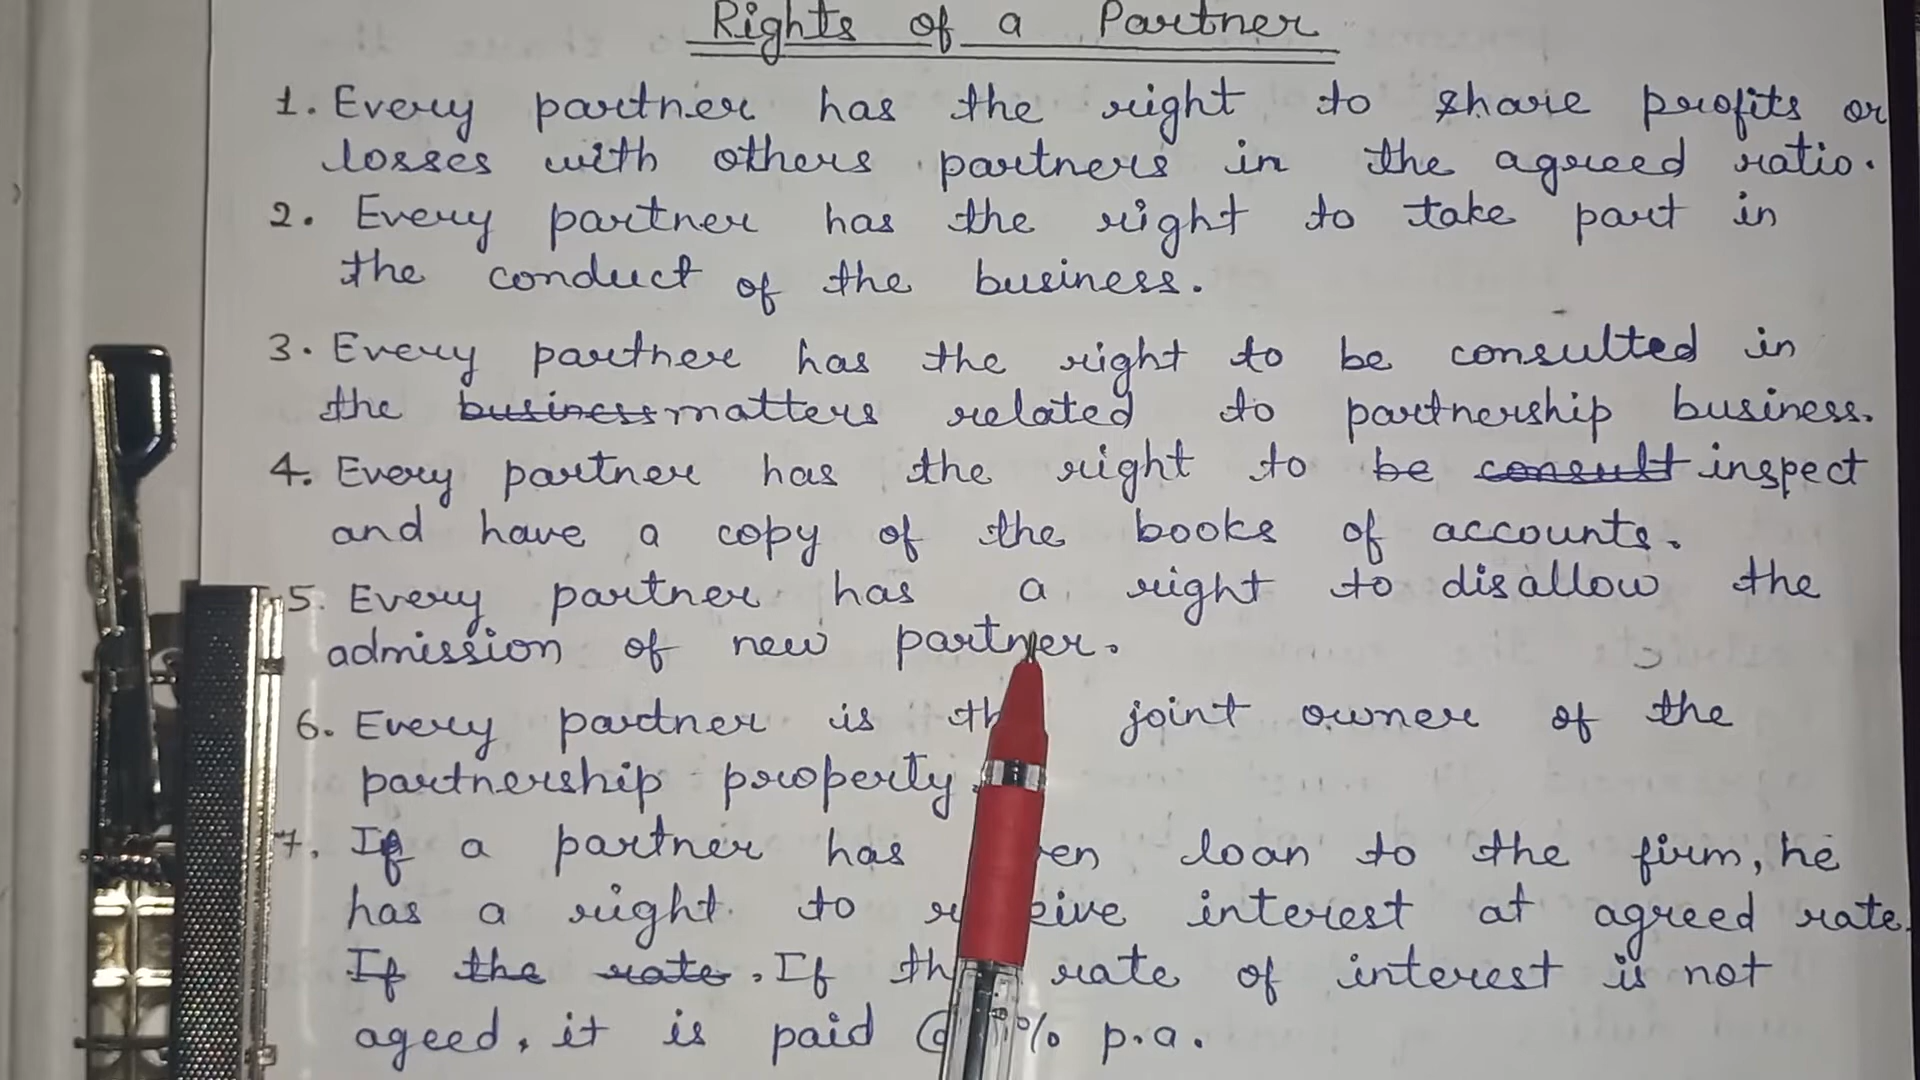 Rights of a Partner
1. Every partner has the right to share profits or
losses with others partners in the agreed ratio.
2. Every partner has the right to take part in
the conduct of the business.
3. Every partner has the right to be consulted in
the business matters related to partnership business.
4. Every partner has the right to be consult inspect
and have a copy of the books of accounts.
5. Every partner has a right to disallow the
admission of new partner.
6. Every partner is joint owner of the
partnership property.
7. If a partner has loan to the firm, he
has a right to receive interest at agreed rate.
If the rate. If the rate of interest is not
ageed, it is paid @ % p.a.